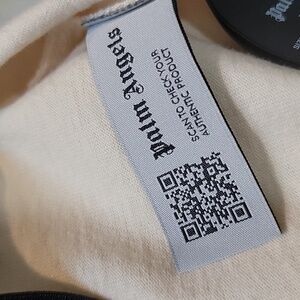 Palm Angels
SCAN TO CHECK YOUR
AUTHENTIC PRODUCT